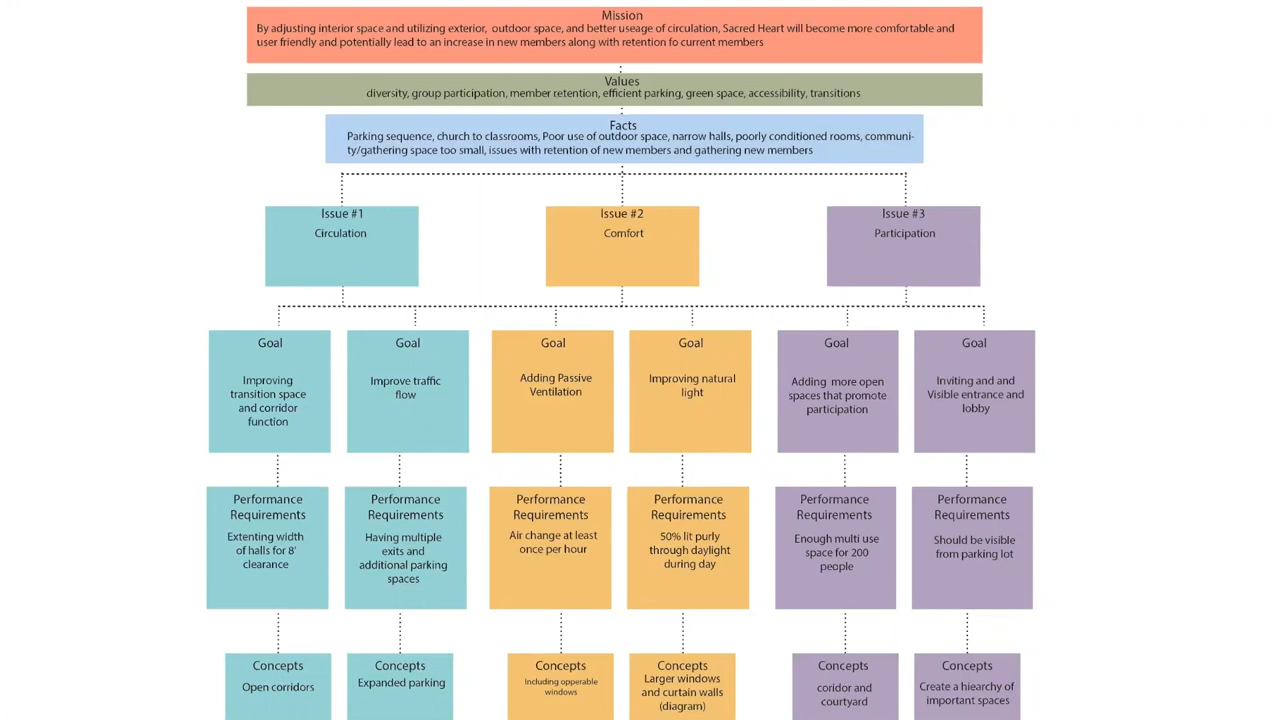 Mission
By adjusting interior space and utilizing exterior, outdoor space, and better useage of circulation, Sacred Heart will become more comfortable and
user friendly and potentially lead to an increase in new members along with retention fo current members
Values
diversity, group participation, member retention, efficient parking, green space, accessibility, transitions
Facts
Parking sequence, church to classrooms, Poor use of outdoor space, narrow halls, poorly conditioned rooms, communi-
ty/gathering space too small, issues with retention of new members and gathering new members
Issue #1
Circulation
Issue #2
Comfort
Issue #3
Participation
Goal
Improving
transition space
and corridor
function
Goal
Improve traffic
flow
Goal
Adding Passive
Ventilation
Goal
Improving natural
light
Goal
Adding more open
spaces that promote
participation
Goal
Inviting and and
Visible entrance and
lobby
Performance
Requirements
Extenting width
of halls for 8'
clearance
Performance
Requirements
Having multiple
exits and
additional parking
spaces
Performance
Requirements
Air change at least
once per hour
Performance
Requirements
50% lit purly
through daylight
during day
Performance
Requirements
Enough multi use
space for 200
people
Performance
Requirements
Should be visible
from parking lot
Concepts
Open corridors
Concepts
Expanded parking
Concepts
Including opperable
windows
Concepts
Larger windows
and curtain walls
(diagram)
Concepts
coridor and
courtyard
Concepts
Create a hiearchy of
important spaces